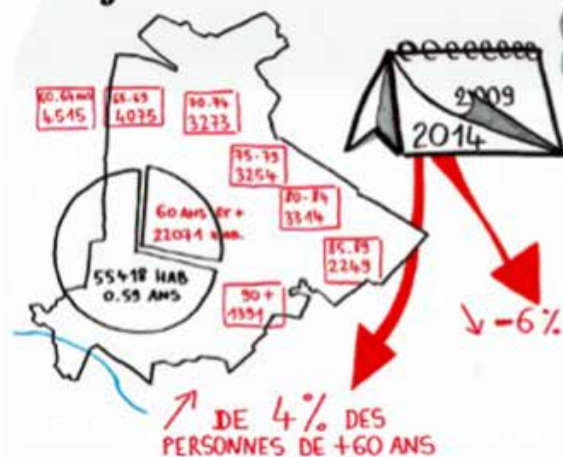 60-64 ANS
4.515
65-69
4075
70-74
3273
75-79
3254
80-84
3314
85-89
2249
90+
1391
60 ANS ET +
22071 HAB.
55418 HAB
0.59 ANS
2009
2014
↘ -6%
↗ DE 4% DES
PERSONNES DE +60 ANS